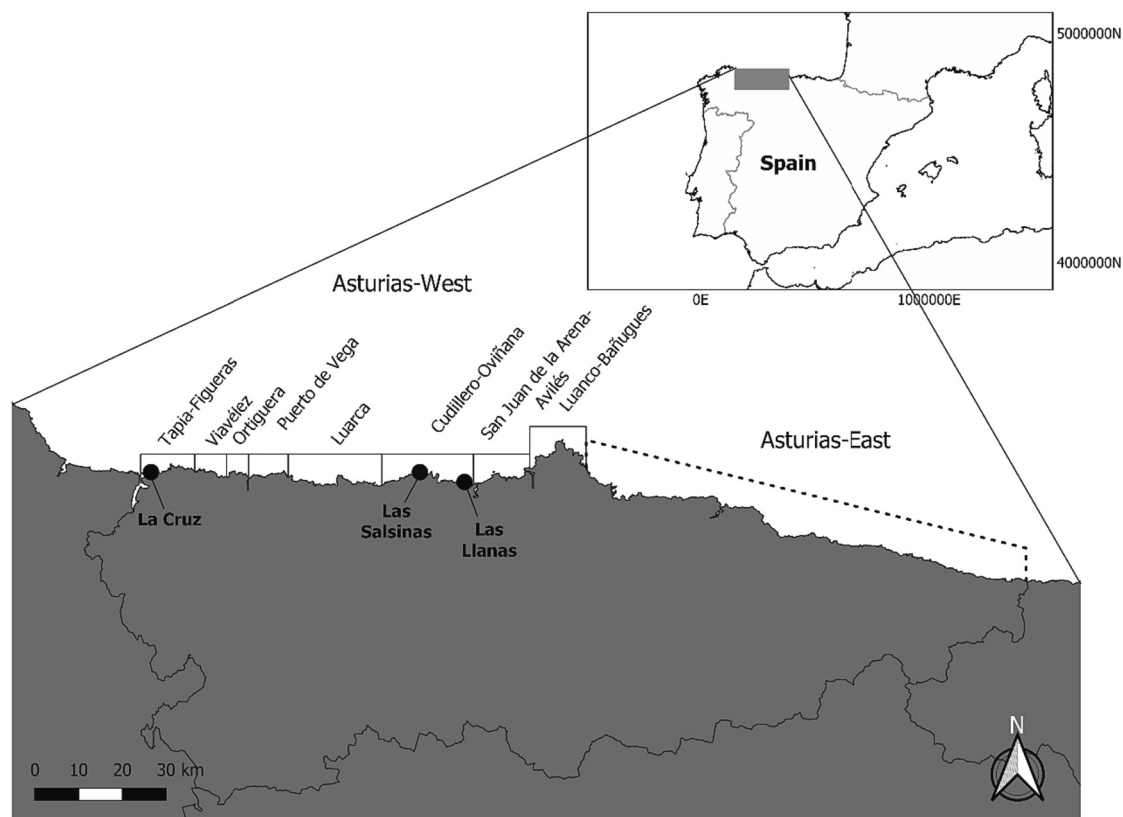 5000000N
Spain
4000000N
0E
1000000E
Asturias-West
Tapia-Figueras
Viavélez
Ortiguera
Puerto de Vega
Luarca
Cudillero-Oviñana
San Juan de la Arena-
Avilés
Luanco-Bañugues
Asturias-East
La Cruz
Las
Salsinas
Las
Llanas
N
0 10 20 30 km